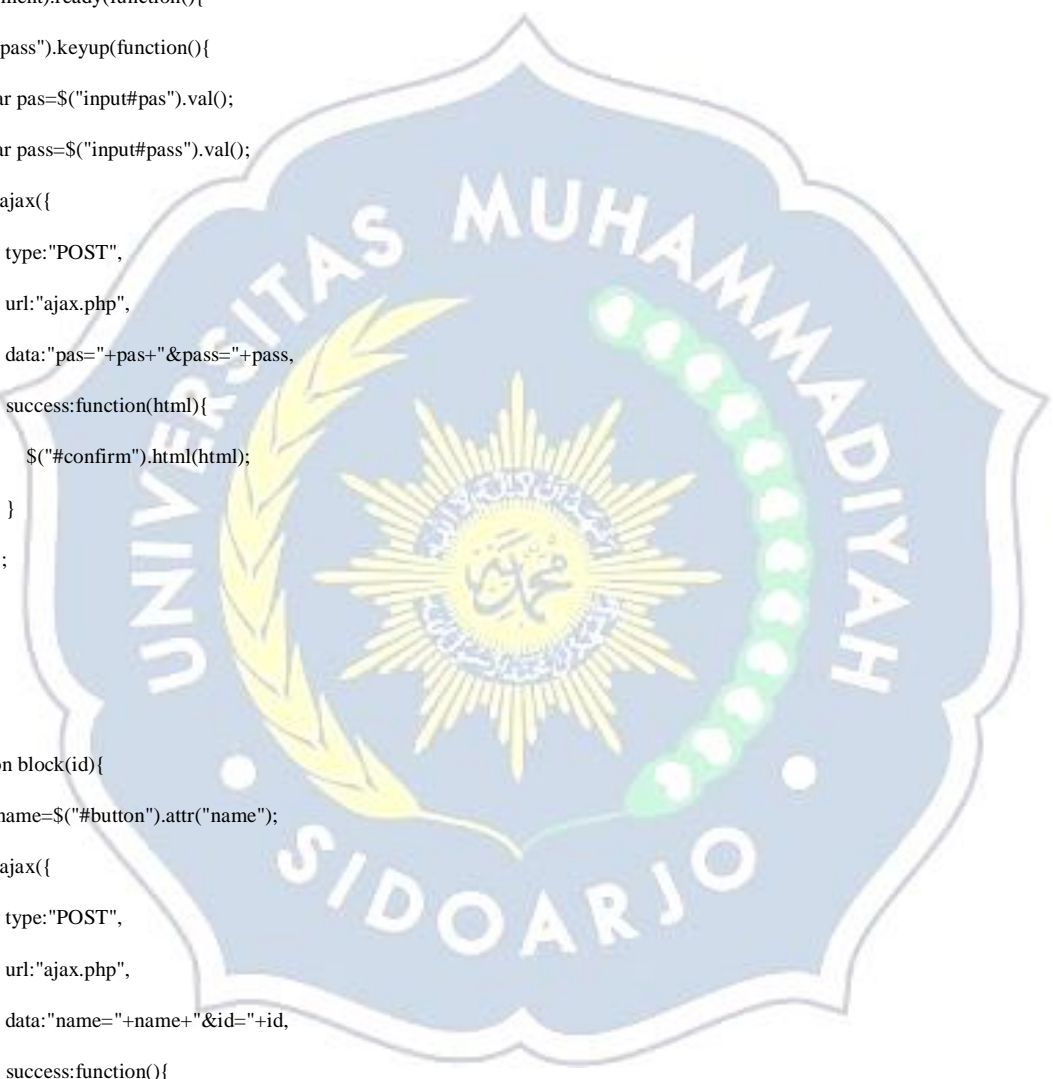 ment).ready(function(){
pass").keyup(function(){
ar pas=$("input#pas").val();
ar pass=$("input#pass").val();
ajax({
type:"POST",
url:"ajax.php",
data:"pas="+pas+"&pass="+pass,
success:function(html){
$("#confirm").html(html);
}
;
on block(id){
name=$("#button").attr("name");
ajax({
type:"POST",
url:"ajax.php",
data:"name="+name+"&id="+id,
success:function(){
UNIVERSITAS MUHAMMADIYAH
SIDOARJO
محمدية